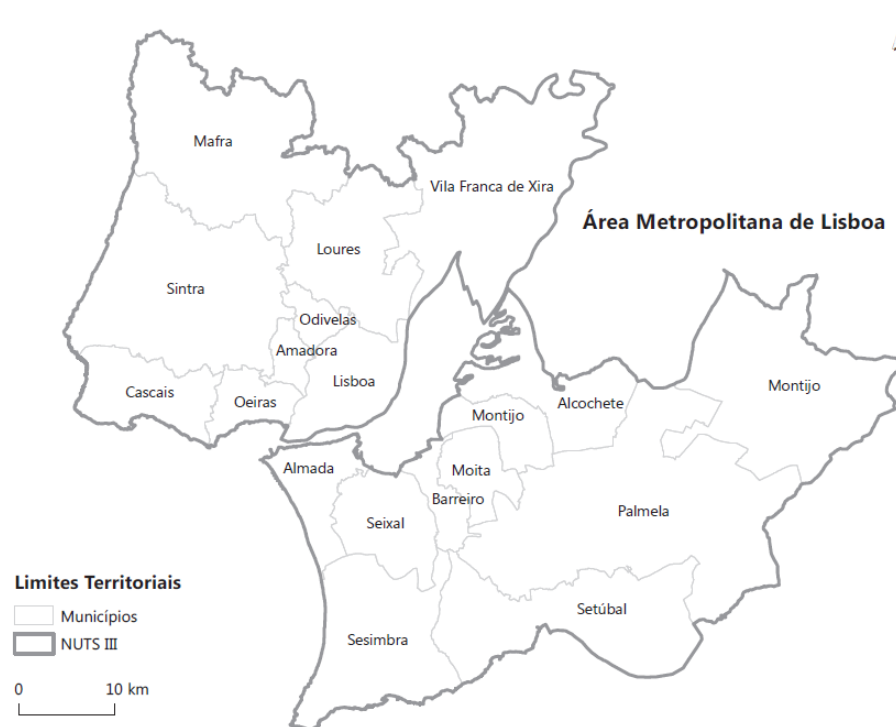 Mafra
Vila Franca de Xira
Área Metropolitana de Lisboa
Loures
Sintra
Odivelas
Amadora
Lisboa
Cascais
Oeiras
Montijo
Alcochete
Montijo
Almada
Moita
Barreiro
Seixal
Palmela
Limites Territoriais
Municípios
NUTS III
Setúbal
Sesimbra
0 10 km